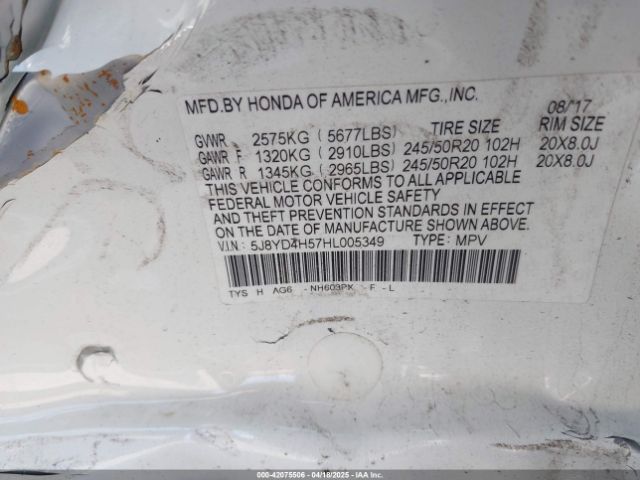 MFD. BY HONDA OF AMERICA MFG., INC. 08/'17
GVWR 2575KG (5677LBS) TIRE SIZE RIM SIZE
GAWR F 1320KG (2910LBS) 245/50R20 102H 20X8.0J
GAWR R 1345KG (2965LBS) 245/50R20 102H 20X8.0J
THIS VEHICLE CONFORMS TO ALL APPLICABLE
FEDERAL MOTOR VEHICLE SAFETY
AND THEFT PREVENTION STANDARDS IN EFFECT
ON THE DATE OF MANUFACTURE SHOWN ABOVE.
V.I.N: 5J8YD4H57HL005349 TYPE: MPV
TYS H AG6 -NH603PX -F -L
000-42075506 - 04/18/2025 - IAAI.CA